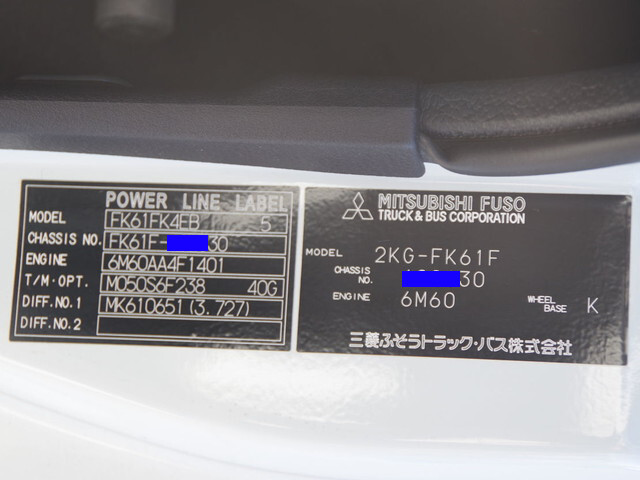 POWER LINE LABEL
MODEL FK61FK4EB 5
CHASSIS NO. FK61F- 30
ENGINE 6M60AA4F1401
T/M·OPT. M050S6F238 40G
DIFF.NO.1 MK610651(3.727)
DIFF.NO.2
MITSUBISHI FUSO
TRUCK & BUS CORPORATION
MODEL 2KG-FK61F
CHASSIS NO. 30
ENGINE 6M60 WHEEL BASE K
三菱ふそうトラック・バス株式会社